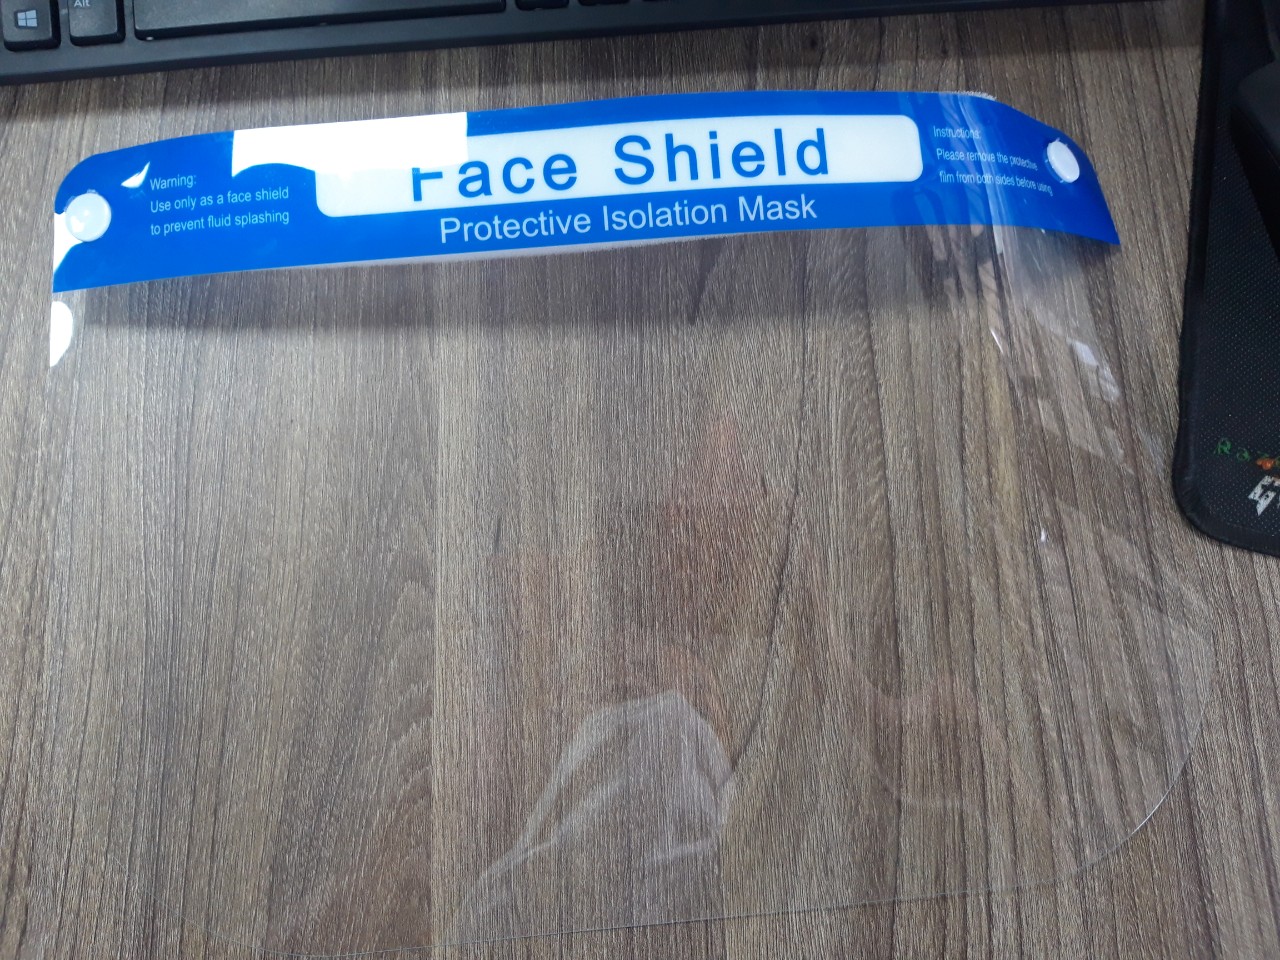 Alt
Warning:
Use only as a face shield
to prevent fluid splashing
Face Shield
Protective Isolation Mask
Instructions:
Please remove the protective
film from both sides before using